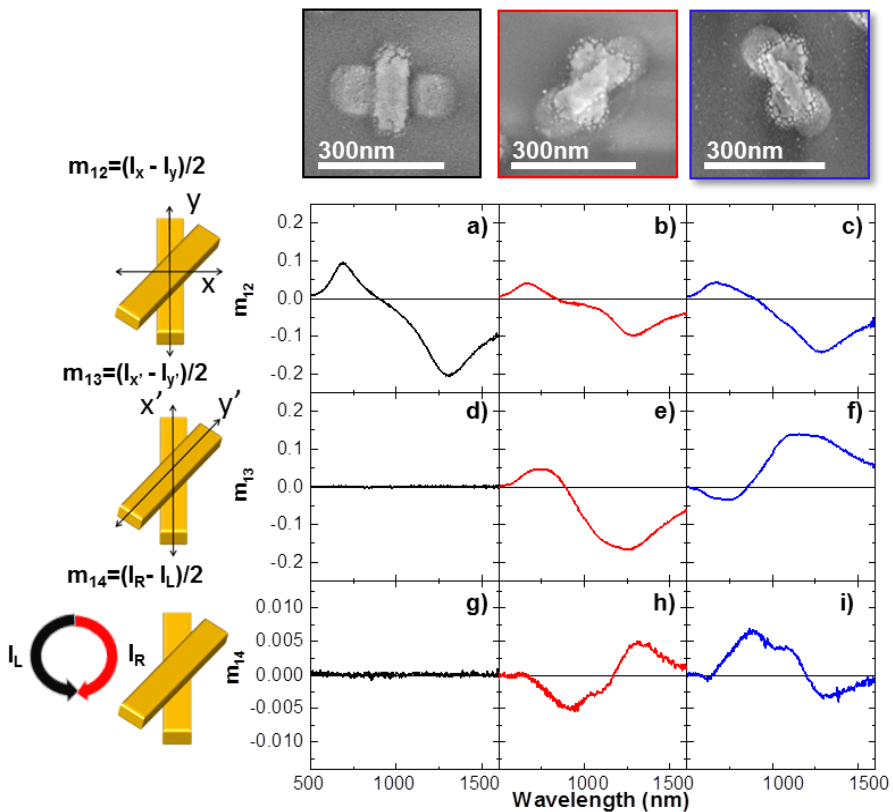 300nm 300nm 300nm
m12=(Ix - Iy)/2
y
x
m13=(Ix' - Iy')/2
x' y'
m14=(IR- IL)/2
IL IR
a) b) c)
m12
0.2
0.1
0.0
-0.1
-0.2
d) e) f)
m13
0.2
0.1
0.0
-0.1
-0.2
g) h) i)
m14
0.010
0.005
0.000
-0.005
-0.010
500 1000 1500 1000 1500 1000 1500
Wavelength (nm)